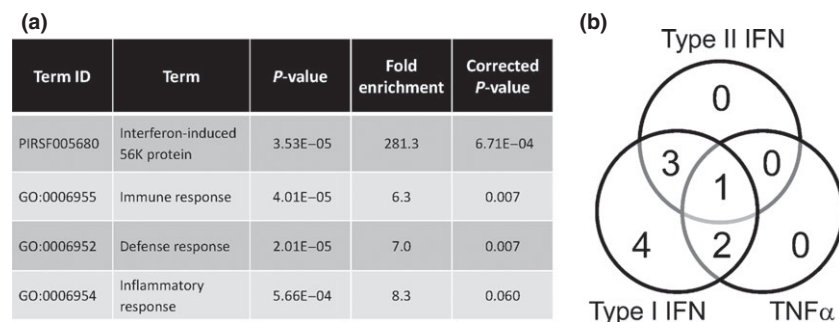 (a)
Term ID Term P-value Fold enrichment Corrected P-value
PIRSF005680 Interferon-induced 56K protein 3.53E–05 281.3 6.71E–04
GO:0006955 Immune response 4.01E–05 6.3 0.007
GO:0006952 Defense response 2.01E–05 7.0 0.007
GO:0006954 Inflammatory response 5.66E–04 8.3 0.060
(b)
Type II IFN
0
3 1 0
4 2 0
Type I IFN TNFα